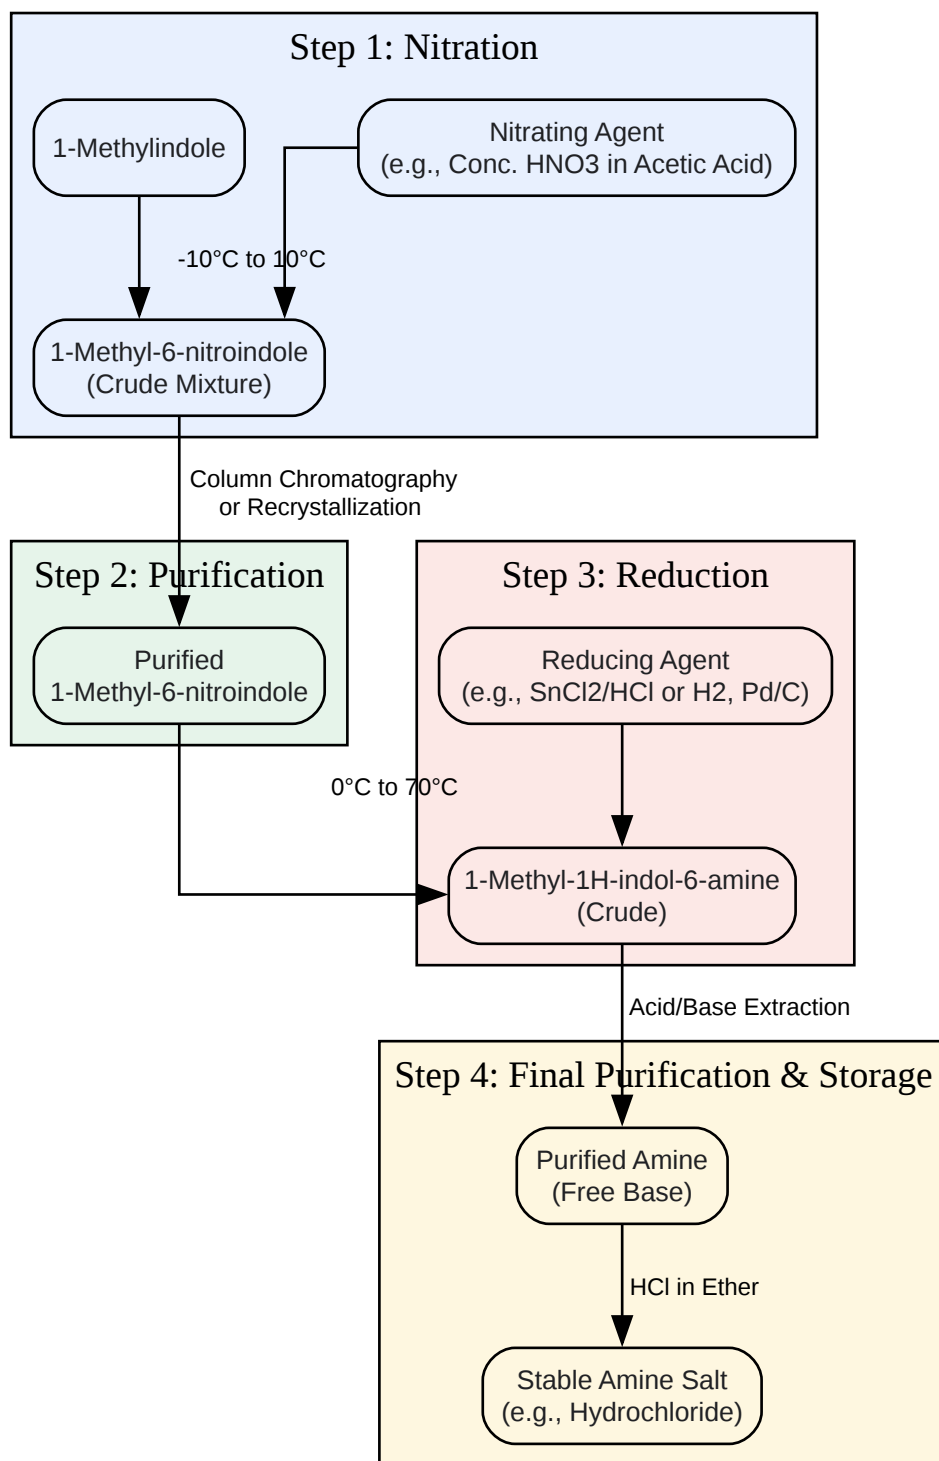 Step 1: Nitration
1-Methylindole
Nitrating Agent
(e.g., Conc. HNO3 in Acetic Acid)
-10°C to 10°C
1-Methyl-6-nitroindole
(Crude Mixture)
Column Chromatography
or Recrystallization
Step 2: Purification
Purified
1-Methyl-6-nitroindole
Step 3: Reduction
Reducing Agent
(e.g., SnCl2/HCl or H2, Pd/C)
0°C to 70°C
1-Methyl-1H-indol-6-amine
(Crude)
Acid/Base Extraction
Step 4: Final Purification & Storage
Purified Amine
(Free Base)
HCl in Ether
Stable Amine Salt
(e.g., Hydrochloride)